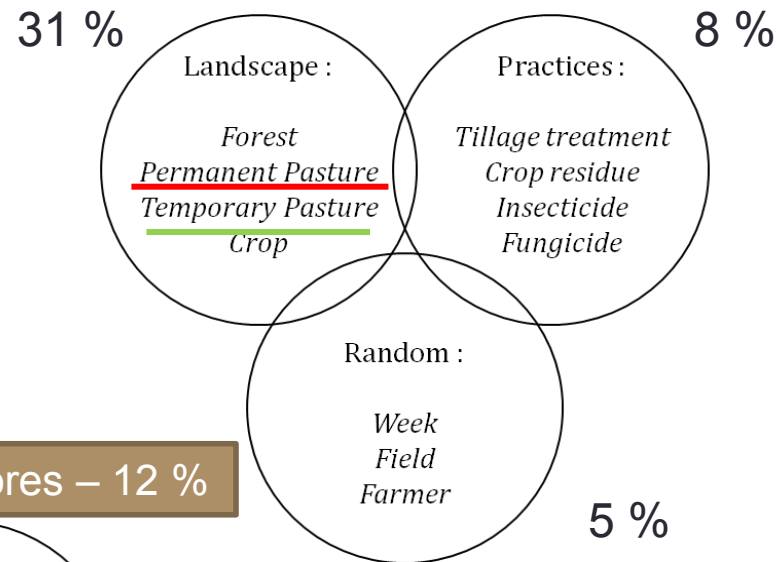 31 %
8 %
Landscape :
Forest
Permanent Pasture
Temporary Pasture
Crop
Practices :
Tillage treatment
Crop residue
Insecticide
Fungicide
Random :
Week
Field
Farmer
5 %
– 12 %